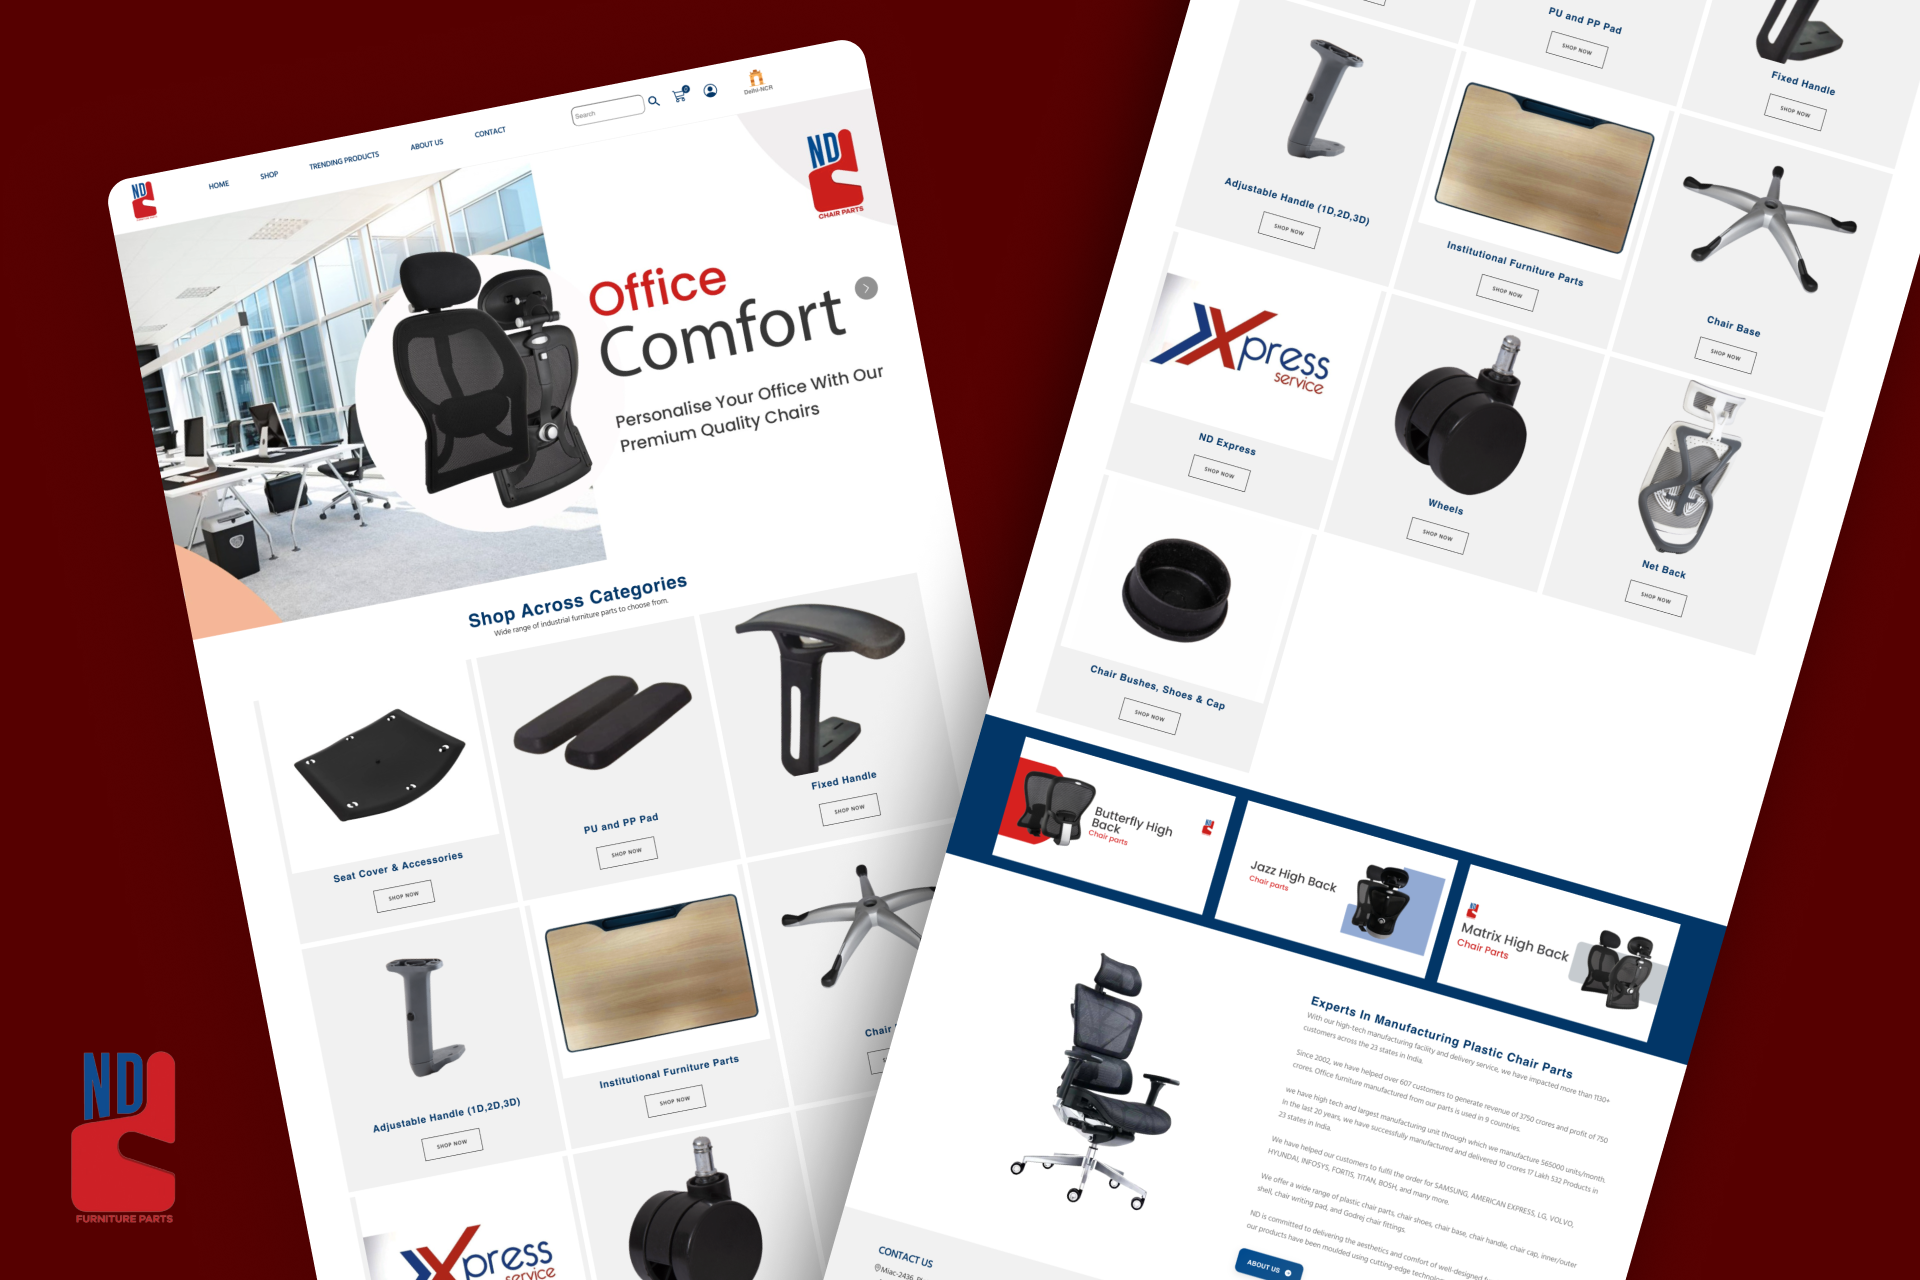 HOME
SHOP
TRENDING PRODUCTS
ABOUT US
CONTACT
Search
0
Delhi-NCR
ND
ND
CHAIR PARTS
Office
Comfort
Personalise Your Office With Our
Premium Quality Chairs
Shop Across Categories
Wide range of industrial furniture parts to choose from.
Seat Cover & Accessories
SHOP NOW
PU and PP Pad
SHOP NOW
Fixed Handle
SHOP NOW
Adjustable Handle (1D,2D,3D)
SHOP NOW
Institutional Furniture Parts
SHOP NOW
Chair
Xpress
service
ND
FURNITURE PARTS
PU and PP Pad
SHOP NOW
Fixed Handle
SHOP NOW
Adjustable Handle (1D,2D,3D)
SHOP NOW
Institutional Furniture Parts
SHOP NOW
Chair Base
SHOP NOW
Xpress
service
ND Express
SHOP NOW
Wheels
SHOP NOW
Net Back
SHOP NOW
Chair Bushes, Shoes & Cap
SHOP NOW
Butterfly High
Back
Chair parts
Jazz High Back
Chair parts
Matrix High Back
Chair Parts
Experts In Manufacturing Plastic Chair Parts
With our high-tech manufacturing facility and delivery service, we have impacted more than 1130+
customers across the 23 states in India.
Since 2002, we have helped over 607 customers to generate revenue of 3750 crores and profit of 750
crores. Office furniture manufactured from our parts is used in 9 countries.
we have high tech and largest manufacturing unit through which we manufacture 565000 units/month.
In the last 20 years, we have successfully manufactured and delivered 10 crores 17 Lakh 532 Products in
23 states in India.
We have helped our customers to fulfil the order for SAMSUNG, AMERICAN EXPRESS, LG, VOLVO,
HYUNDAI, INFOSYS, FORTIS, TITAN, BOSH, and many more.
We offer a wide range of plastic chair parts, chair shoes, chair base, chair handle, chair cap, inner/outer
shell, chair writing pad, and Godrej chair fittings.
ND is committed to delivering the aesthetics and comfort of well-designed
our products have been moulded using cutting-edge
ABOUT US
CONTACT US
Miac-2436,